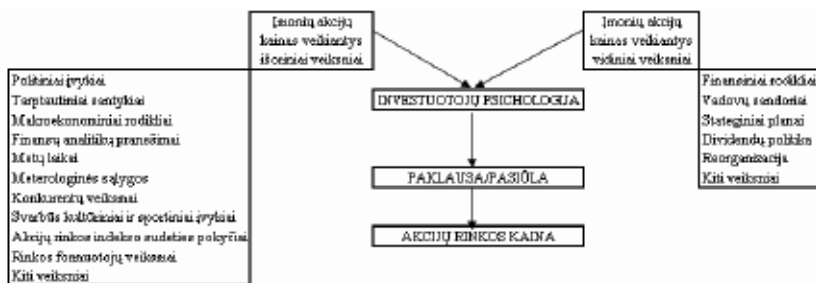 Įmonių akcijų
kainas veikiantys
išoriniai veiksniai
Įmonių akcijų
kainas veikiantys
vidiniai veiksniai
Politiniai įvykiai
Tarptautiniai santykiai
Makroekonominiai rodikliai
Finansų analitikų pranešimai
Metų laikai
Meterologinės sąlygos
Konkurentų veiksmai
Svarbūs kultūriniai ir sportiniai įvykiai
Akcijų rinkos indekso sudėties pokyčiai
Rinkos formuotojų veiksmai
Kiti veiksniai
INVESTUOTOJŲ PSICHOLOGIJA
PAKLAUSA/PASIŪLA
AKCIJŲ RINKOS KAINA
Finansiniai rodikliai
Vadovų sandoriai
Stateginiai planai
Dividendų politika
Reorganizacija
Kiti veiksniai